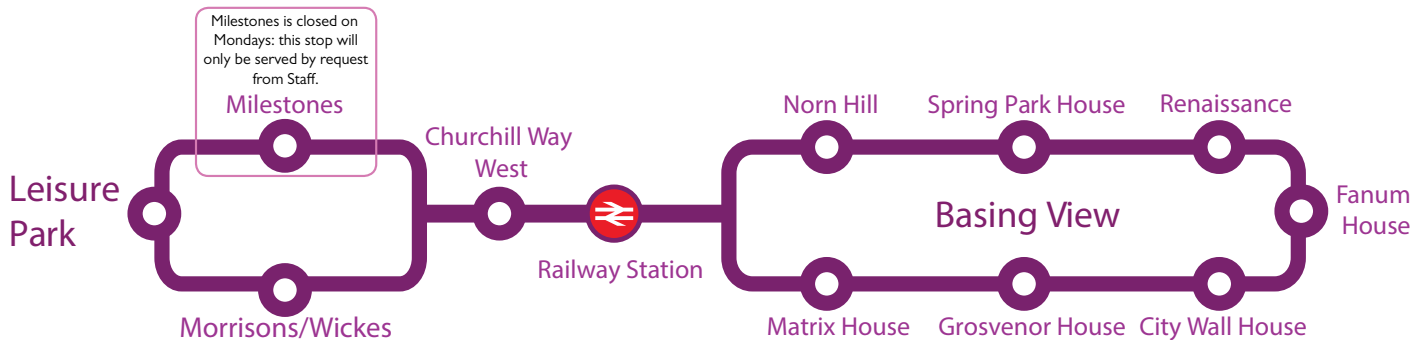 Milestones is closed on
Mondays: this stop will
only be served by request
from Staff.
Milestones
Leisure
Park
Morrisons/Wickes
Churchill Way
West
Railway Station
Norn Hill
Spring Park House
Renaissance
Basing View
Fanum
House
Matrix House
Grosvenor House
City Wall House